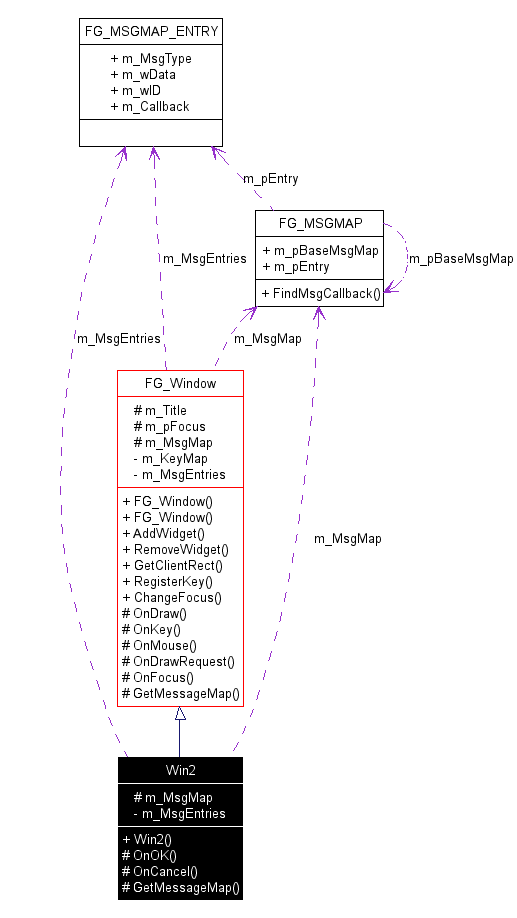 FG_MSGMAP_ENTRY
+ m_MsgType
+ m_wData
+ m_wID
+ m_Callback
m_pEntry
FG_MSGMAP
+ m_pBaseMsgMap
+ m_pEntry
+ FindMsgCallback()
m_pBaseMsgMap
m_MsgEntries
m_MsgEntries
m_MsgMap
FG_Window
# m_Title
# m_pFocus
# m_MsgMap
- m_KeyMap
- m_MsgEntries
+ FG_Window()
+ FG_Window()
+ AddWidget()
+ RemoveWidget()
+ GetClientRect()
+ RegisterKey()
+ ChangeFocus()
# OnDraw()
# OnKey()
# OnMouse()
# OnDrawRequest()
# OnFocus()
# GetMessageMap()
m_MsgMap
Win2
# m_MsgMap
- m_MsgEntries
+ Win2()
# OnOK()
# OnCancel()
# GetMessageMap()